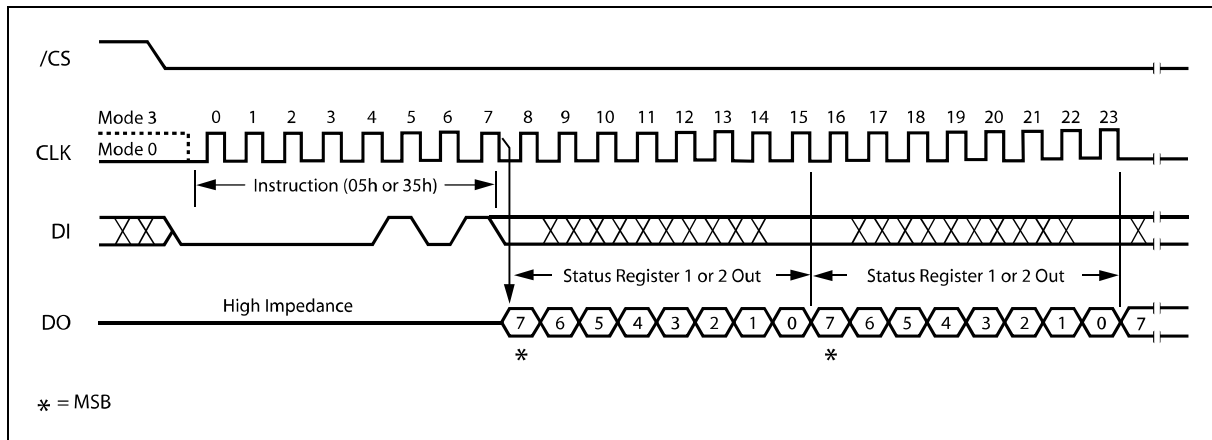 /CS
Mode 3
0 1 2 3 4 5 6 7 8 9 10 11 12 13 14 15 16 17 18 19 20 21 22 23
CLK
Mode 0
Instruction (05h or 35h)
DI
Status Register 1 or 2 Out
Status Register 1 or 2 Out
High Impedance
DO
7 6 5 4 3 2 1 0 7 6 5 4 3 2 1 0 7
* *
* = MSB